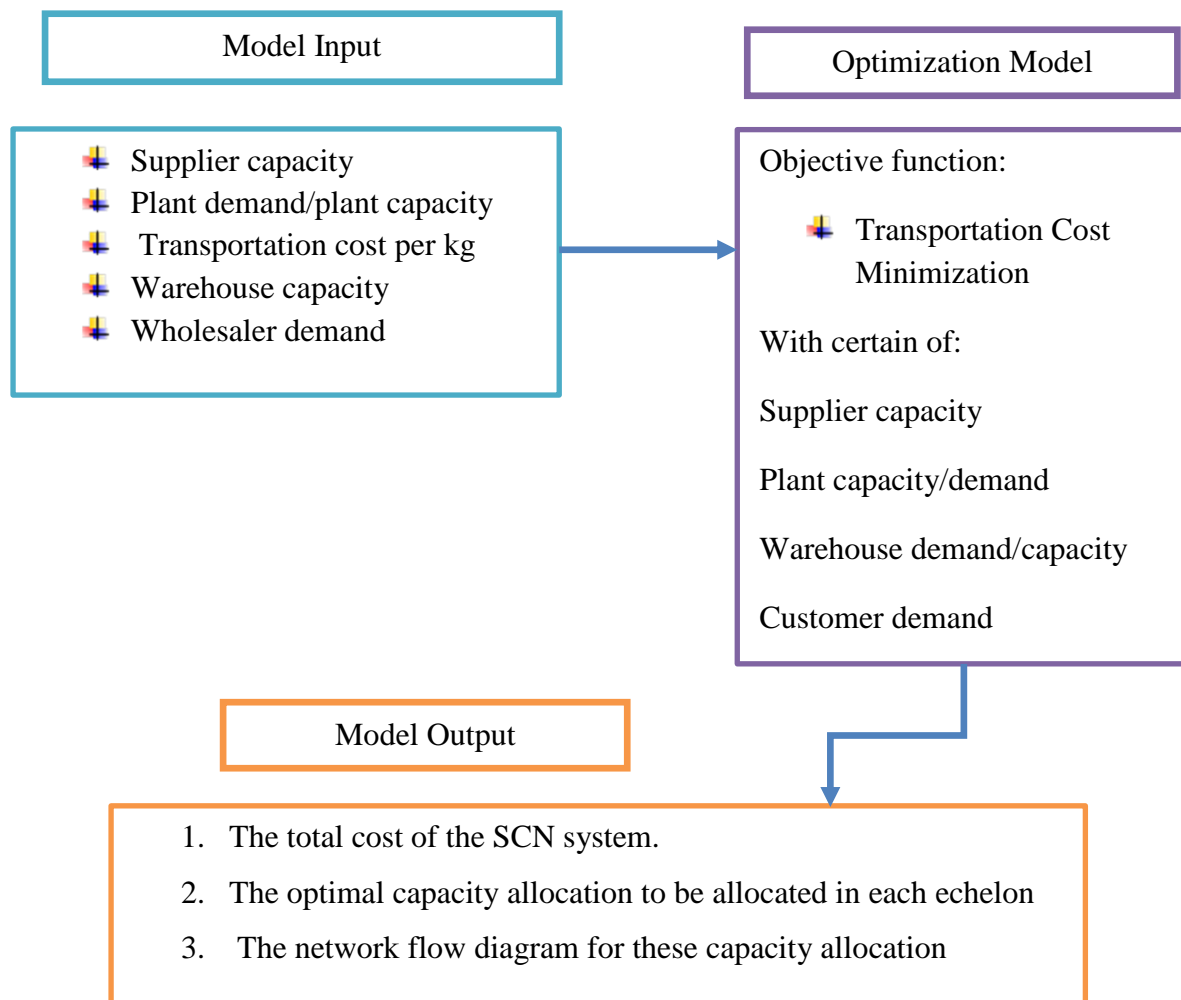 Model Input
Supplier capacity
Plant demand/plant capacity
Transportation cost per kg
Warehouse capacity
Wholesaler demand
Optimization Model
Objective function:
Transportation Cost
Minimization
With certain of:
Supplier capacity
Plant capacity/demand
Warehouse demand/capacity
Customer demand
Model Output
1. The total cost of the SCN system.
2. The optimal capacity allocation to be allocated in each echelon
3. The network flow diagram for these capacity allocation